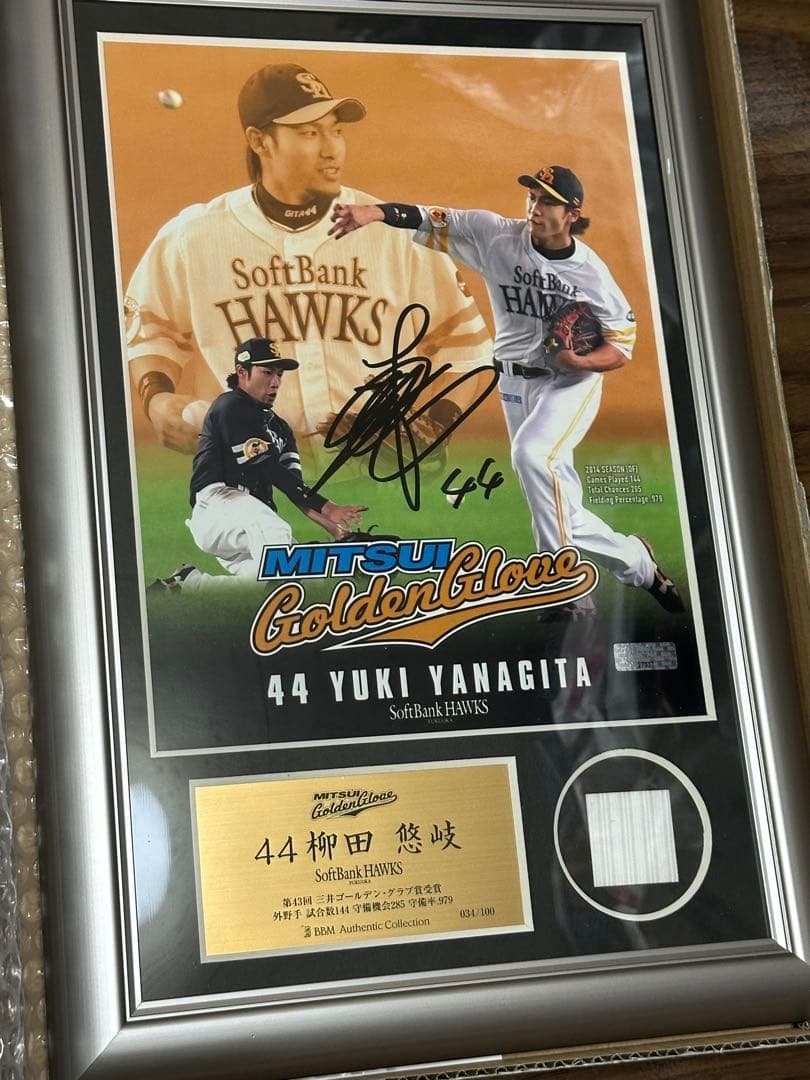 SH
GITA44
SoftBank
HAWKS
SoftBank
HAWKS
44
2014 SEASON [OF]
Games Played 144
Total Chances 285
Fielding Percentage .979
MITSUI
GoldenGlove
44 YUKI YANAGITA
SoftBank HAWKS
FUKUOKA
MITSUI
GoldenGlove
44 柳田 悠岐
SoftBank HAWKS
FUKUOKA
第43回 三井ゴールデン・グラブ賞受賞
外野手 試合数144 守備機会285 守備率.979
BBM Authentic Collection
034/100